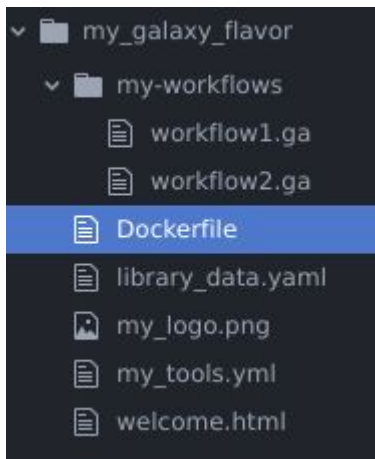 my_galaxy_flavor
my-workflows
workflow1.ga
workflow2.ga
Dockerfile
library_data.yaml
my_logo.png
my_tools.yml
welcome.html